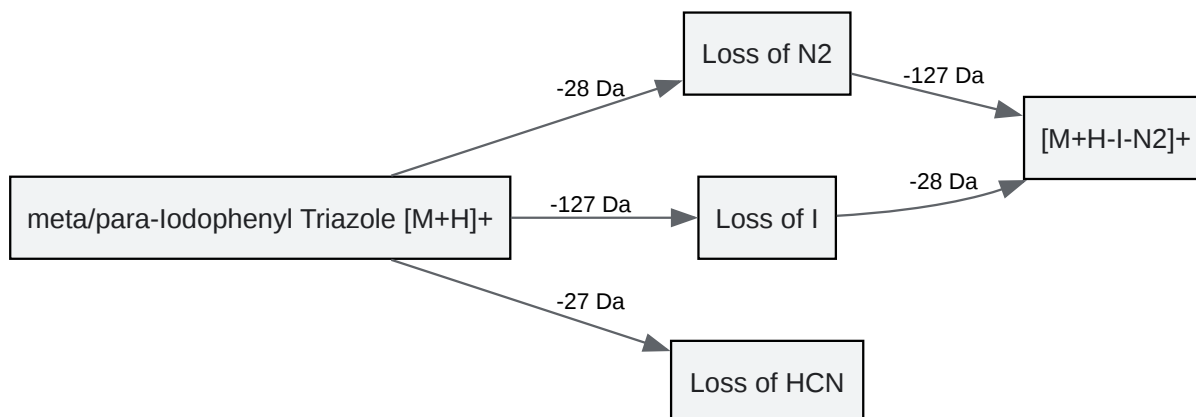 Loss of N2
-127 Da
-28 Da
[M+H-I-N2]+
-28 Da
meta/para-Iodophenyl Triazole [M+H]+
-127 Da
Loss of I
-27 Da
Loss of HCN